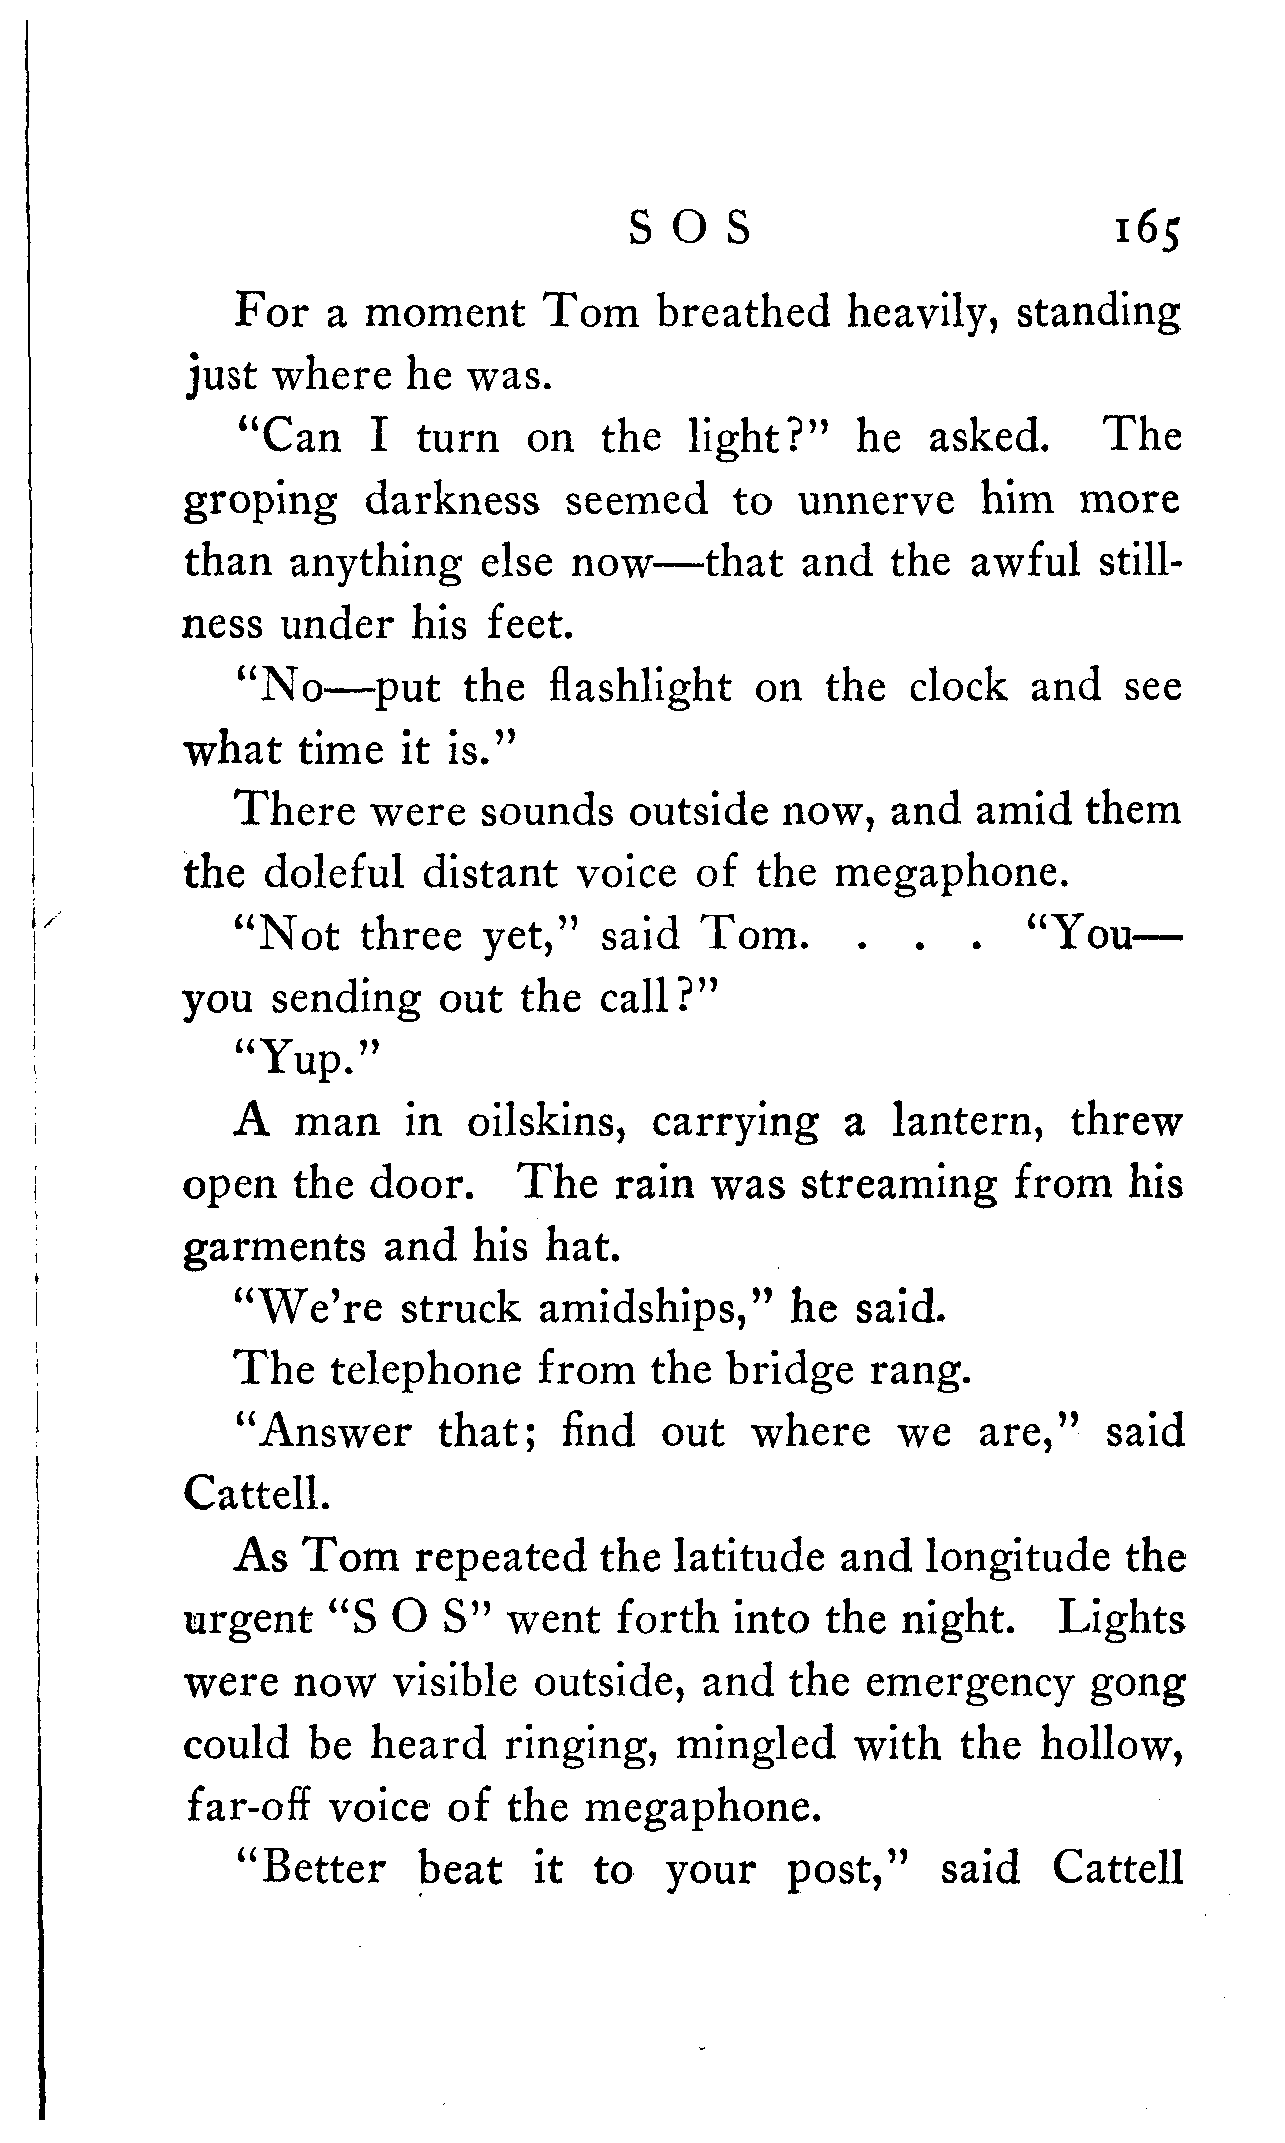 S O S 165
For a moment Tom breathed heavily, standing
just where he was.
“Can I turn on the light?” he asked. The
groping darkness seemed to unnerve him more
than anything else now—that and the awful still-
ness under his feet.
“No—put the flashlight on the clock and see
what time it is.”
There were sounds outside now, and amid them
the doleful distant voice of the megaphone.
“Not three yet,” said Tom. . . . “You—
you sending out the call?”
“Yup.”
A man in oilskins, carrying a lantern, threw
open the door. The rain was streaming from his
garments and his hat.
“We’re struck amidships,” he said.
The telephone from the bridge rang.
“Answer that; find out where we are,” said
Cattell.
As Tom repeated the latitude and longitude the
urgent “S O S” went forth into the night. Lights
were now visible outside, and the emergency gong
could be heard ringing, mingled with the hollow,
far-off voice of the megaphone.
“Better beat it to your post,” said Cattell